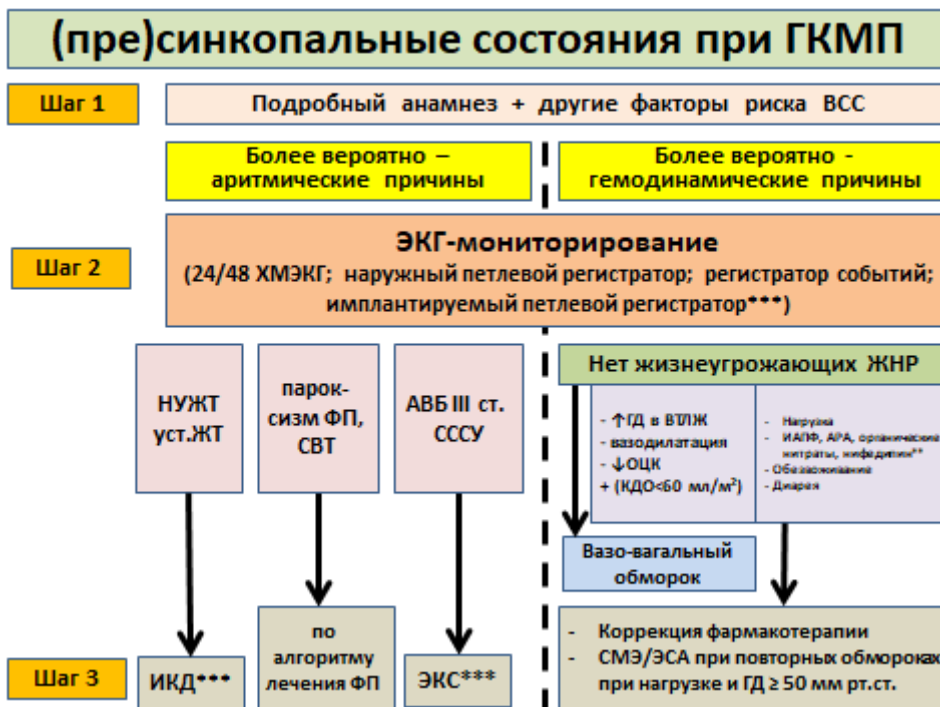 (пре)синкопальные состояния при ГКМП
Шаг 1
Подробный анамнез + другие факторы риска ВСС
Более вероятно –
аритмические причины
Более вероятно -
гемодинамические причины
Шаг 2
ЭКГ-мониторирование
(24/48 ХМЭКГ; наружный петлевой регистратор; регистратор событий;
имплантируемый петлевой регистратор***)
НУЖТ
уст.ЖТ
парок-
сизм ФП,
СВТ
АВБ III ст.
СССУ
Нет жизнеугрожающих ЖНР
- ↑ГД в ВТЛЖ
- вазодилатация
- ↓ОЦК
+ (КДО<60 мл/м²)
- Нагрузка
- ИАПФ, АРА, органические
нитраты, нифедипин**
- Обезвоживание
- Диарея
Вазо-вагальный
обморок
Шаг 3
ИКД***
по
алгоритму
лечения ФП
ЭКС***
- Коррекция фармакотерапии
- СМЭ/ЭСА при повторных обмороках
при нагрузке и ГД ≥ 50 мм рт.ст.